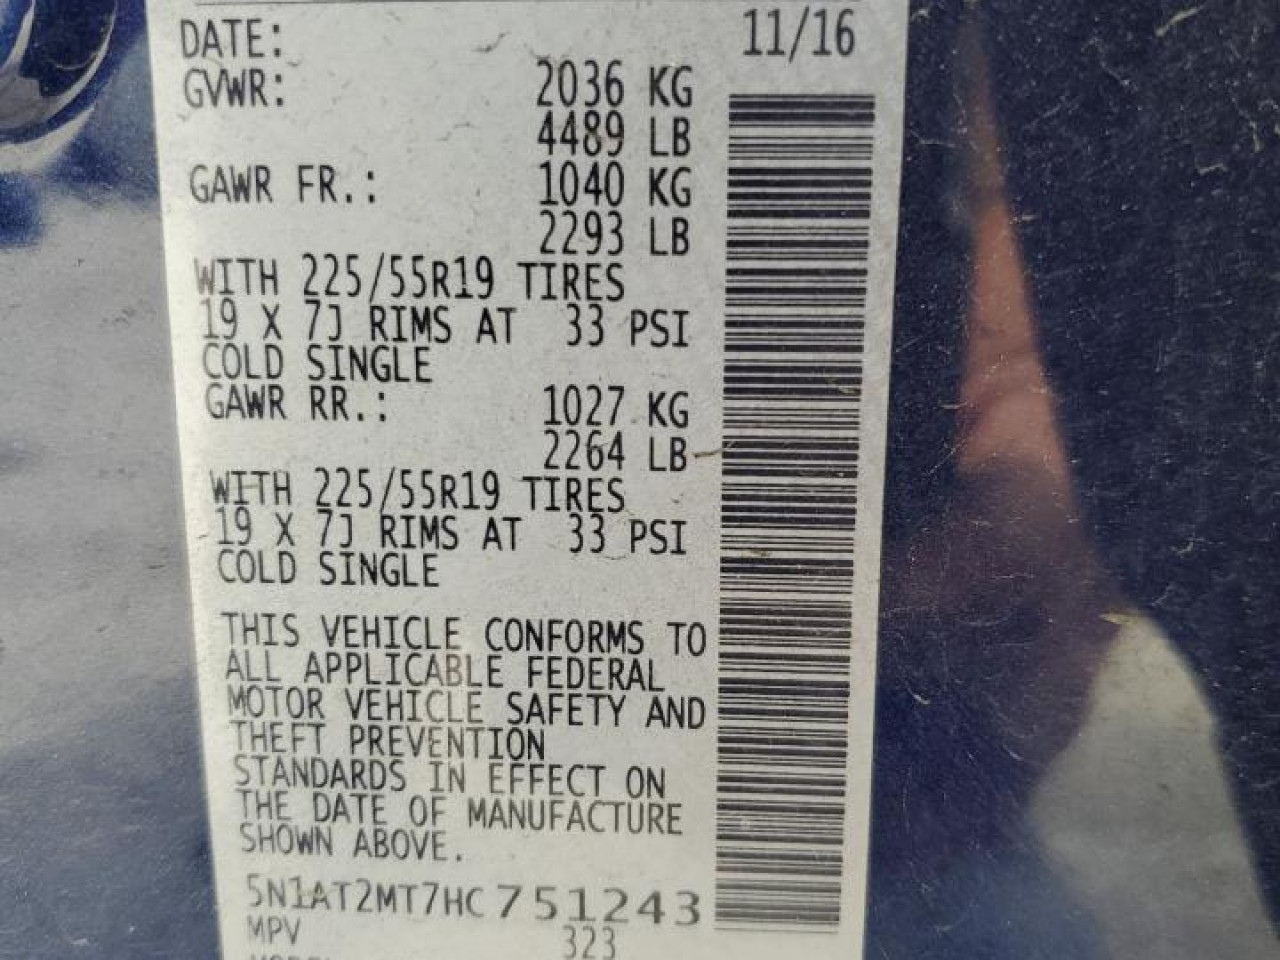 DATE: 11/16
GVWR: 2036 KG
4489 LB
GAWR FR.: 1040 KG
2293 LB
WITH 225/55R19 TIRES
19 X 7J RIMS AT 33 PSI
COLD SINGLE
GAWR RR.: 1027 KG
2264 LB
WITH 225/55R19 TIRES
19 X 7J RIMS AT 33 PSI
COLD SINGLE
THIS VEHICLE CONFORMS TO
ALL APPLICABLE FEDERAL
MOTOR VEHICLE SAFETY AND
THEFT PREVENTION
STANDARDS IN EFFECT ON
THE DATE OF MANUFACTURE
SHOWN ABOVE.
5N1AT2MT7HC751243
MPV 323